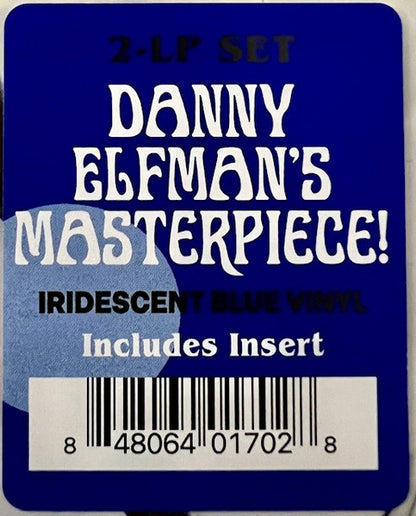 2-LP SET
DANNY
ELFMAN'S
MASTERPIECE!
IRIDESCENT BLUE VINYL
Includes Insert
8 48064 01702 8